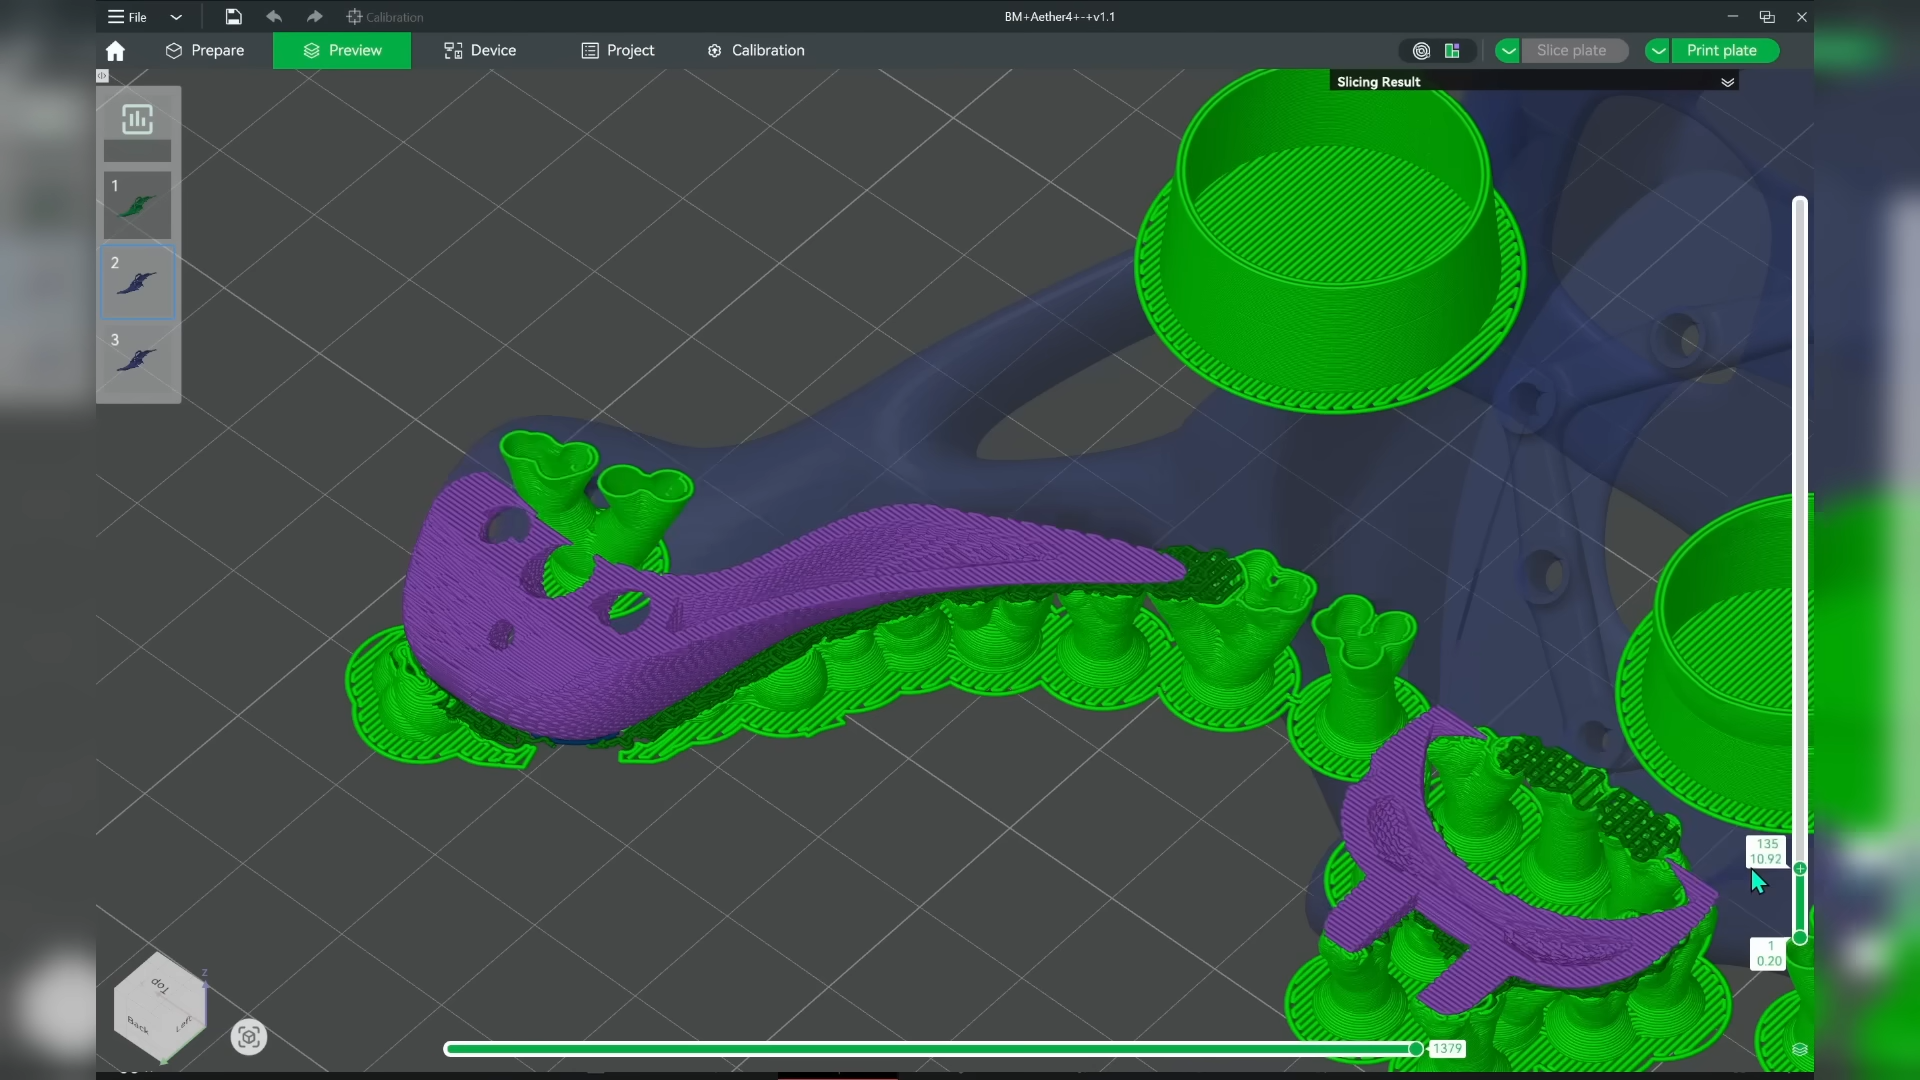 File
Calibration
BM+Aether4+-+v1.1
Prepare
Preview
Device
Project
Calibration
Slice plate
Print plate
Slicing Result
1
2
3
135
10.92
1
0.20
Z
Top
Back
Left
1379